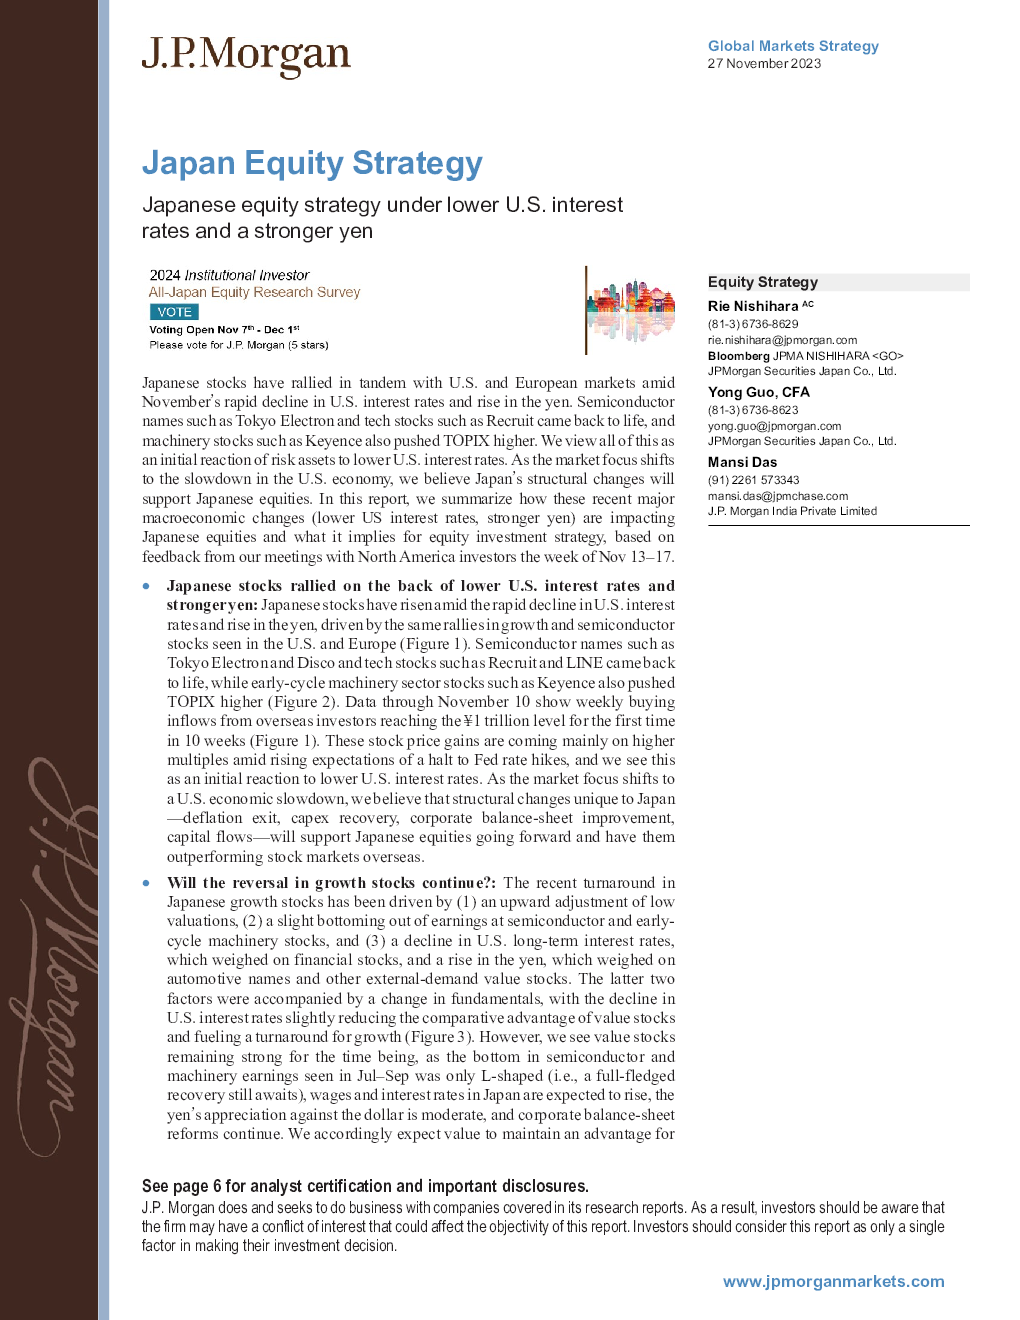 J.P.Morgan
Global Markets Strategy
27 November 2023
Japan Equity Strategy
Japanese equity strategy under lower U.S. interest
rates and a stronger yen
2024 Institutional Investor
All-Japan Equity Research Survey
VOTE
Voting Open Nov 7th - Dec 1st
Please vote for J.P. Morgan (5 stars)
Equity Strategy
Rie Nishihara AC
(81-3) 6736-8629
rie.nishihara@jpmorgan.com
Bloomberg JPMA NISHIHARA <GO>
JPMorgan Securities Japan Co., Ltd.
Yong Guo, CFA
(81-3) 6736-8623
yong.guo@jpmorgan.com
JPMorgan Securities Japan Co., Ltd.
Mansi Das
(91) 2261 573343
mansi.das@jpmchase.com
J.P. Morgan India Private Limited
Japanese stocks have rallied in tandem with U.S. and European markets amid
November's rapid decline in U.S. interest rates and rise in the yen. Semiconductor
names such as Tokyo Electron and tech stocks such as Recruit came back to life, and
machinery stocks such as Keyence also pushed TOPIX higher. We view all of this as
an initial reaction of risk assets to lower U.S. interest rates. As the market focus shifts
to the slowdown in the U.S. economy, we believe Japan's structural changes will
support Japanese equities. In this report, we summarize how these recent major
macroeconomic changes (lower US interest rates, stronger yen) are impacting
Japanese equities and what it implies for equity investment strategy, based on
feedback from our meetings with North America investors the week of Nov 13–17.
• Japanese stocks rallied on the back of lower U.S. interest rates and
stronger yen: Japanese stocks have risen amid the rapid decline in U.S. interest
rates and rise in the yen, driven by the same rallies in growth and semiconductor
stocks seen in the U.S. and Europe (Figure 1). Semiconductor names such as
Tokyo Electron and Disco and tech stocks such as Recruit and LINE came back
to life, while early-cycle machinery sector stocks such as Keyence also pushed
TOPIX higher (Figure 2). Data through November 10 show weekly buying
inflows from overseas investors reaching the ¥1 trillion level for the first time
in 10 weeks (Figure 1). These stock price gains are coming mainly on higher
multiples amid rising expectations of a halt to Fed rate hikes, and we see this
as an initial reaction to lower U.S. interest rates. As the market focus shifts to
a U.S. economic slowdown, we believe that structural changes unique to Japan
—deflation exit, capex recovery, corporate balance-sheet improvement,
capital flows—will support Japanese equities going forward and have them
outperforming stock markets overseas.
• Will the reversal in growth stocks continue?: The recent turnaround in
Japanese growth stocks has been driven by (1) an upward adjustment of low
valuations, (2) a slight bottoming out of earnings at semiconductor and early-
cycle machinery stocks, and (3) a decline in U.S. long-term interest rates,
which weighed on financial stocks, and a rise in the yen, which weighed on
automotive names and other external-demand value stocks. The latter two
factors were accompanied by a change in fundamentals, with the decline in
U.S. interest rates slightly reducing the comparative advantage of value stocks
and fueling a turnaround for growth (Figure 3). However, we see value stocks
remaining strong for the time being, as the bottom in semiconductor and
machinery earnings seen in Jul–Sep was only L-shaped (i.e., a full-fledged
recovery still awaits), wages and interest rates in Japan are expected to rise, the
yen's appreciation against the dollar is moderate, and corporate balance-sheet
reforms continue. We accordingly expect value to maintain an advantage for
J.P.Morgan
See page 6 for analyst certification and important disclosures.
J.P. Morgan does and seeks to do business with companies covered in its research reports. As a result, investors should be aware that
the firm may have a conflict of interest that could affect the objectivity of this report. Investors should consider this report as only a single
factor in making their investment decision.
www.jpmorganmarkets.com